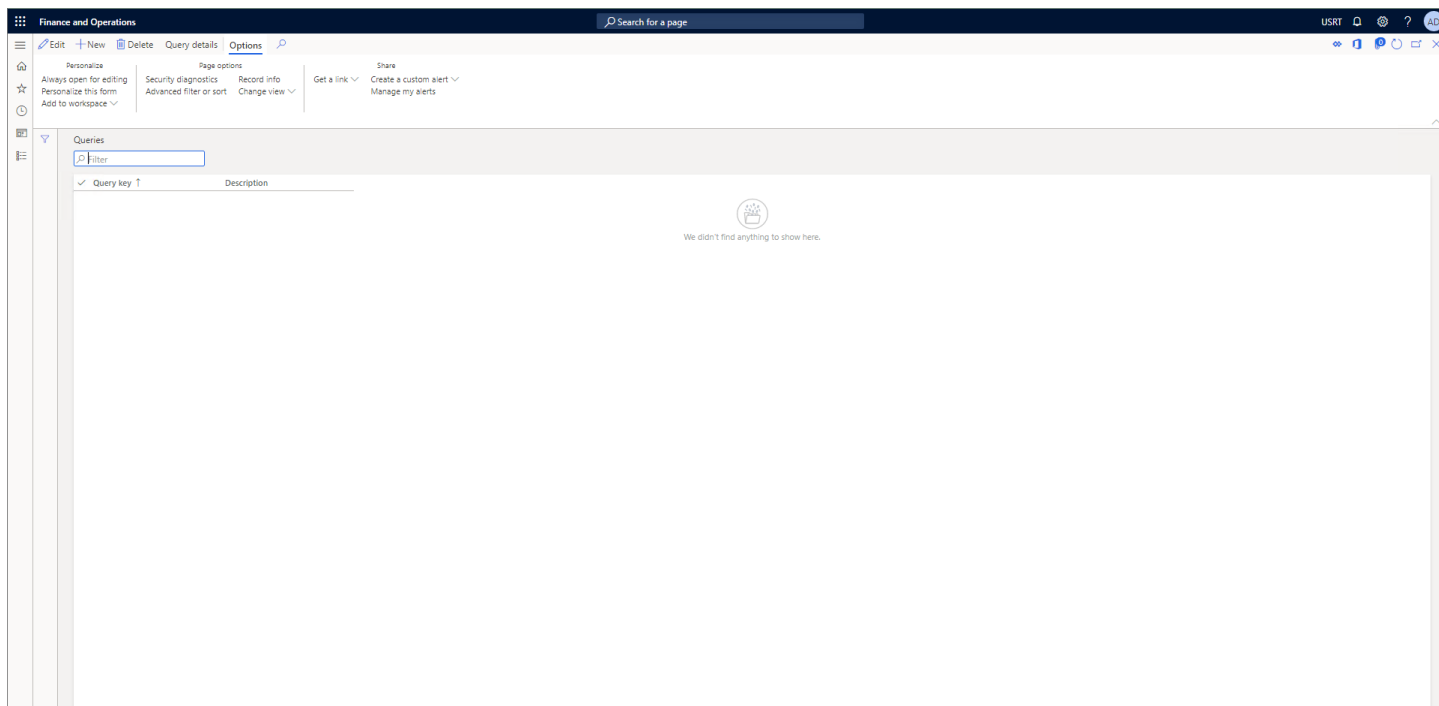 Finance and Operations
Search for a page
USRT
?
AD
Edit New Delete Query details Options
0
Personalize
Always open for editing
Personalize this form
Add to workspace
Page options
Security diagnostics Record info
Advanced filter or sort Change view
Get a link
Share
Create a custom alert
Manage my alerts
Queries
Filter
Query key ↑ Description
We didn't find anything to show here.